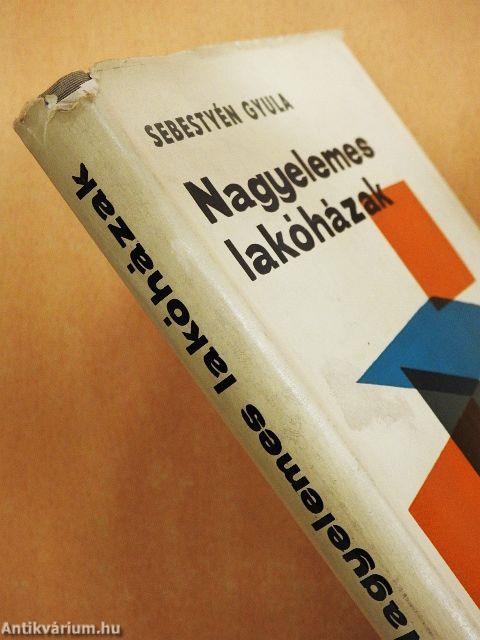 SEBESTYÉN GYULA
Nagyelemes
lakóházak
Nagyelemes lakóházak
Antikvárium.hu